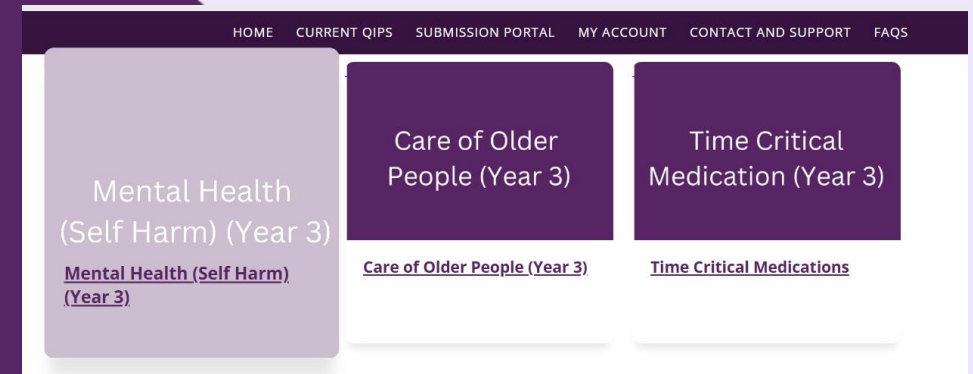 HOME CURRENT QIPS SUBMISSION PORTAL MY ACCOUNT CONTACT AND SUPPORT FAQS
Mental Health
(Self Harm) (Year 3)
Mental Health (Self Harm)
(Year 3)
Care of Older
People (Year 3)
Care of Older People (Year 3)
Time Critical
Medication (Year 3)
Time Critical Medications